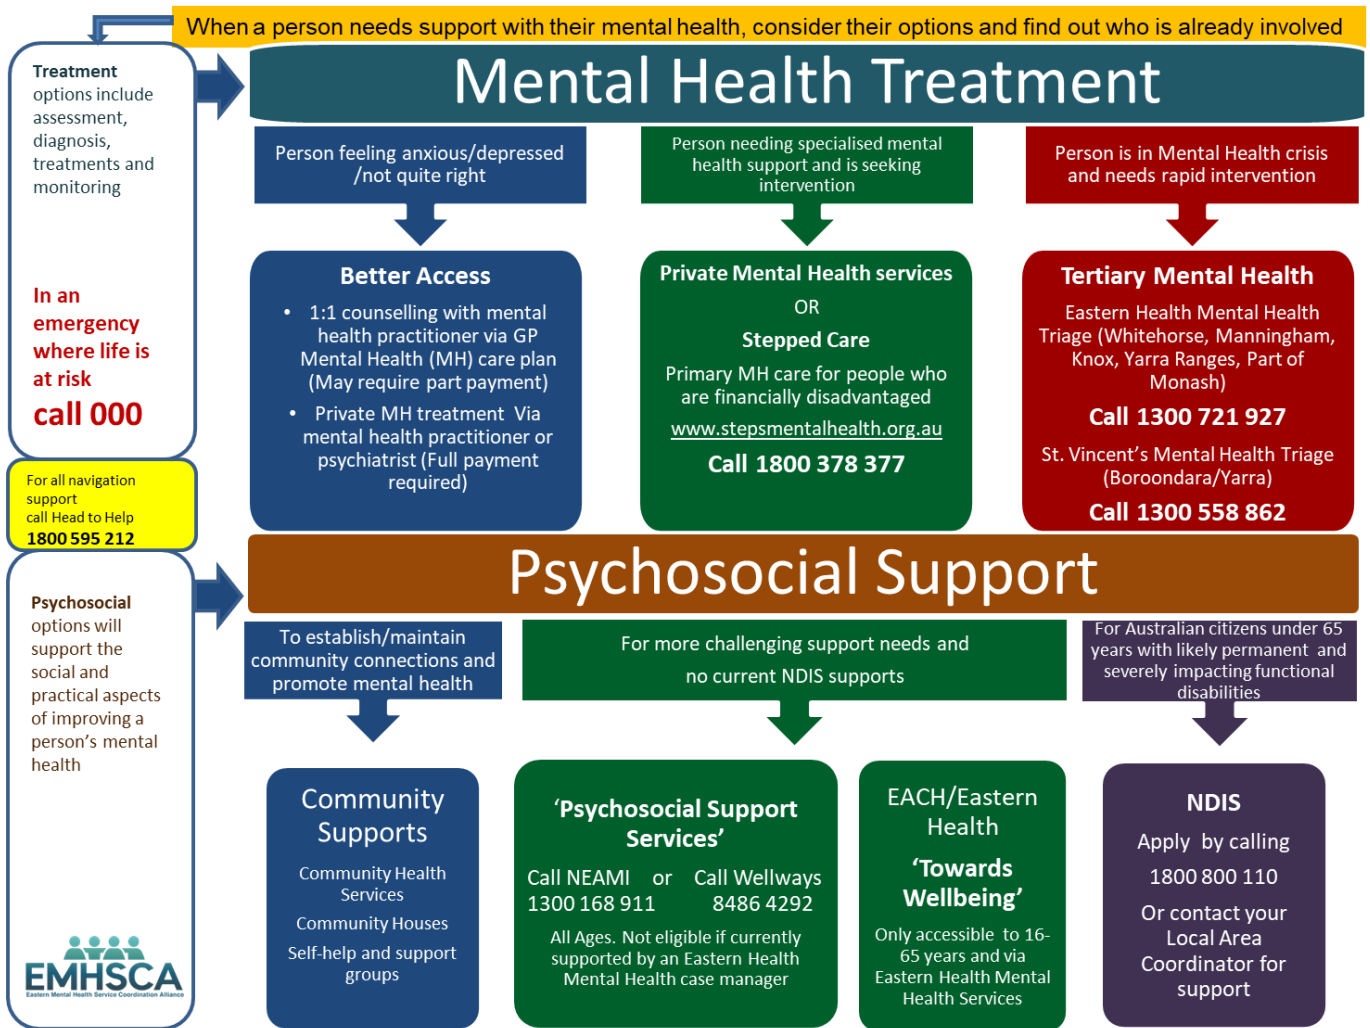 When a person needs support with their mental health, consider their options and find out who is already involved
Treatment
options include
assessment,
diagnosis,
treatments and
monitoring
In an
emergency
where life is
at risk
call 000
Mental Health Treatment
Person feeling anxious/depressed
/not quite right
Better Access
• 1:1 counselling with mental
health practitioner via GP
Mental Health (MH) care plan
(May require part payment)
• Private MH treatment Via
mental health practitioner or
psychiatrist (Full payment
required)
Person needing specialised mental
health support and is seeking
intervention
Private Mental Health services
OR
Stepped Care
Primary MH care for people who
are financially disadvantaged
www.stepsmentalhealth.org.au
Call 1800 378 377
Person is in Mental Health crisis
and needs rapid intervention
Tertiary Mental Health
Eastern Health Mental Health
Triage (Whitehorse, Manningham,
Knox, Yarra Ranges, Part of
Monash)
Call 1300 721 927
St. Vincent's Mental Health Triage
(Boroondara/Yarra)
Call 1300 558 862
For all navigation
support
call Head to Help
1800 595 212
Psychosocial
options will
support the
social and
practical aspects
of improving a
person's mental
health
EMHSCA
Eastern Mental Health Service Coordination Alliance
Psychosocial Support
To establish/maintain
community connections and
promote mental health
Community
Supports
Community Health
Services
Community Houses
Self-help and support
groups
For more challenging support needs and
no current NDIS supports
'Psychosocial Support
Services'
Call NEAMI or Call Wellways
1300 168 911 8486 4292
All Ages. Not eligible if currently
supported by an Eastern Health
Mental Health case manager
EACH/Eastern
Health
'Towards
Wellbeing'
Only accessible to 16-
65 years and via
Eastern Health Mental
Health Services
For Australian citizens under 65
years with likely permanent and
severely impacting functional
disabilities
NDIS
Apply by calling
1800 800 110
Or contact your
Local Area
Coordinator for
support